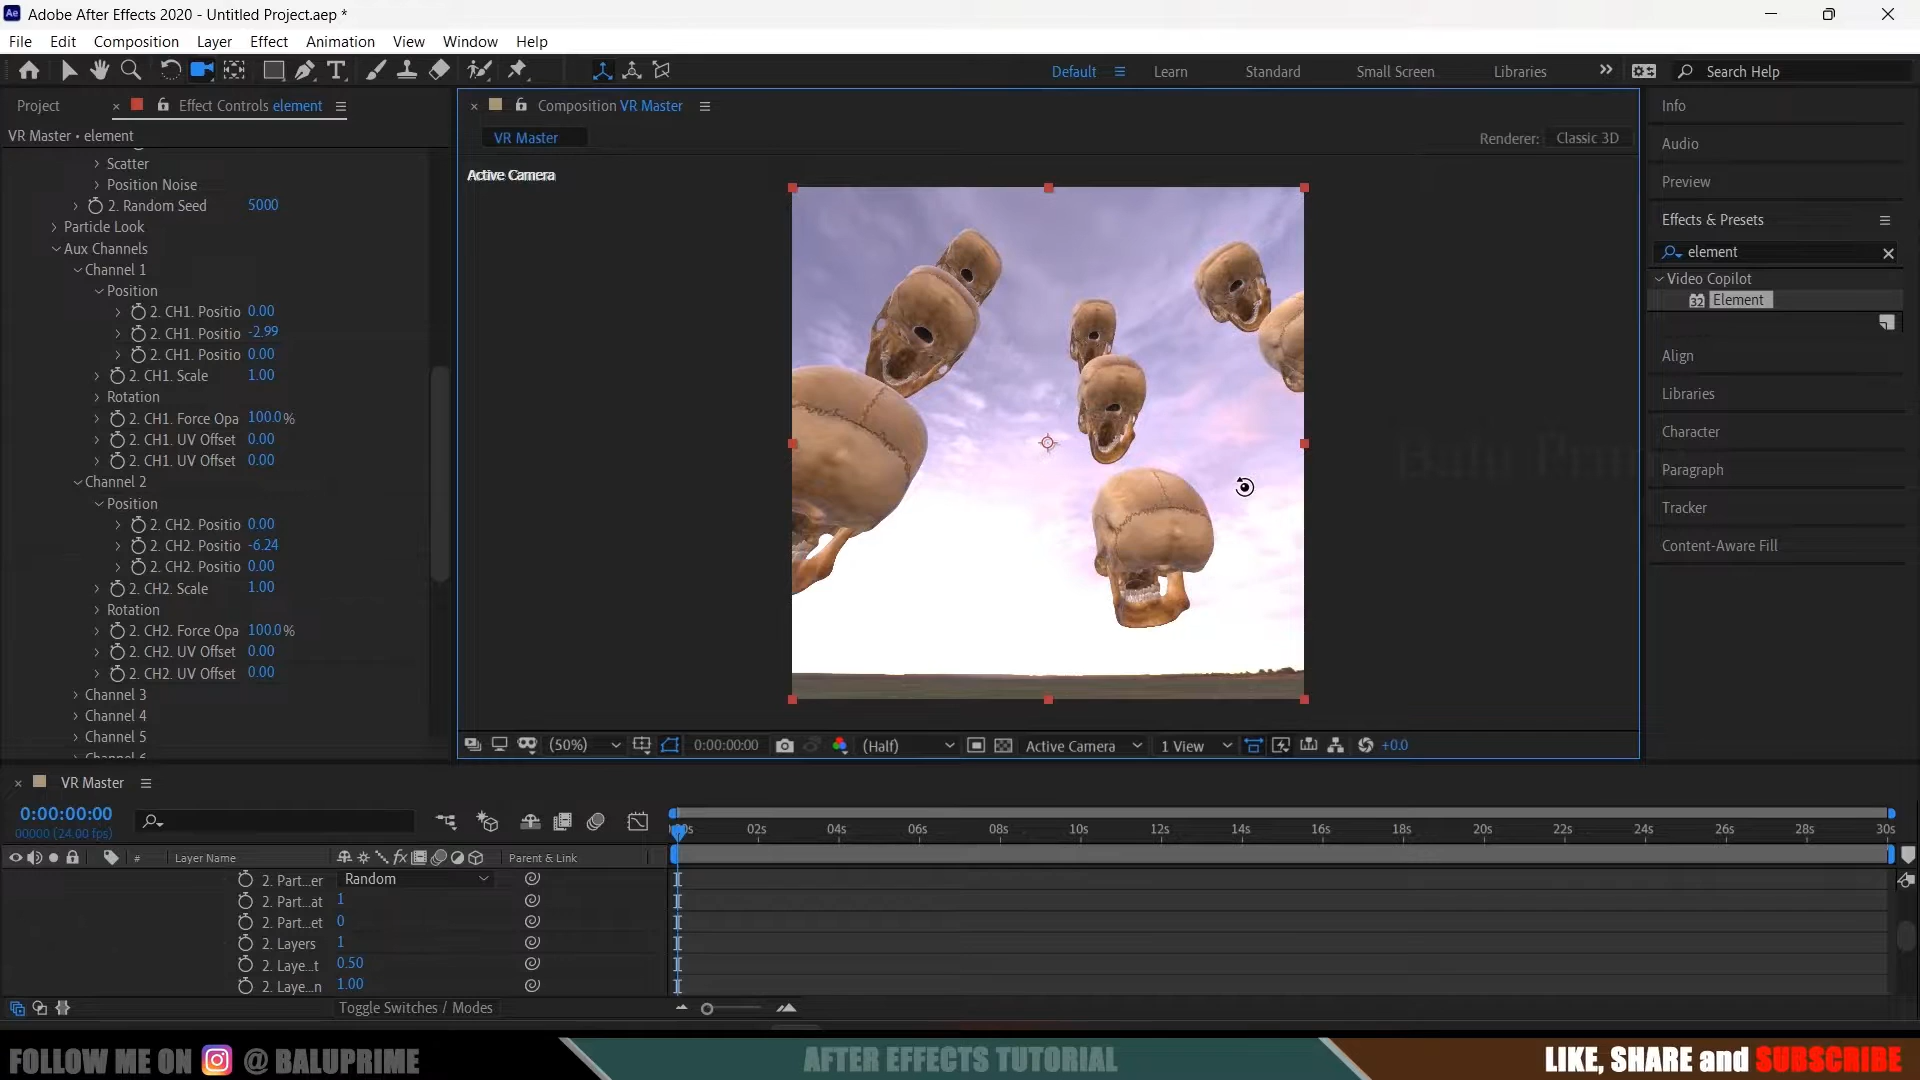 Adobe After Effects 2020 - Untitled Project.aep *
File Edit Composition Layer Effect Animation View Window Help
Default Learn Standard Small Screen Libraries Search Help
Project Effect Controls element
VR Master • element
Composition VR Master
VR Master
Renderer: Classic 3D
Active Camera
Scatter
Position Noise
2. Random Seed 5000
Particle Look
Aux Channels
Channel 1
Position
2. CH1. Positio 0.00
2. CH1. Positio -2.99
2. CH1. Positio 0.00
2. CH1. Scale 1.00
Rotation
2. CH1. Force Opa 100.0%
2. CH1. UV Offset 0.00
2. CH1. UV Offset 0.00
Channel 2
Position
2. CH2. Positio 0.00
2. CH2. Positio -6.24
2. CH2. Positio 0.00
2. CH2. Scale 1.00
Rotation
2. CH2. Force Opa 100.0%
2. CH2. UV Offset 0.00
2. CH2. UV Offset 0.00
Channel 3
Channel 4
Channel 5
(50%) 0:00:00:00 (Half) Active Camera 1 View +0.0
Info
Audio
Preview
Effects & Presets
element
Video Copilot
32 Element
Align
Libraries
Character
Paragraph
Tracker
Content-Aware Fill
VR Master
0:00:00:00
00000 (24.00 fps)
02s 04s 06s 08s 10s 12s 14s 16s 18s 20s 22s 24s 26s 28s 30s
# Layer Name Parent & Link
2. Part...er Random
2. Part...at 1
2. Part...et 0
2. Layers 1
2. Laye...t 0.50
2. Laye...n 1.00
Toggle Switches / Modes
FOLLOW ME ON @ BALUPRIME
AFTER EFFECTS TUTORIAL
LIKE, SHARE and SUBSCRIBE